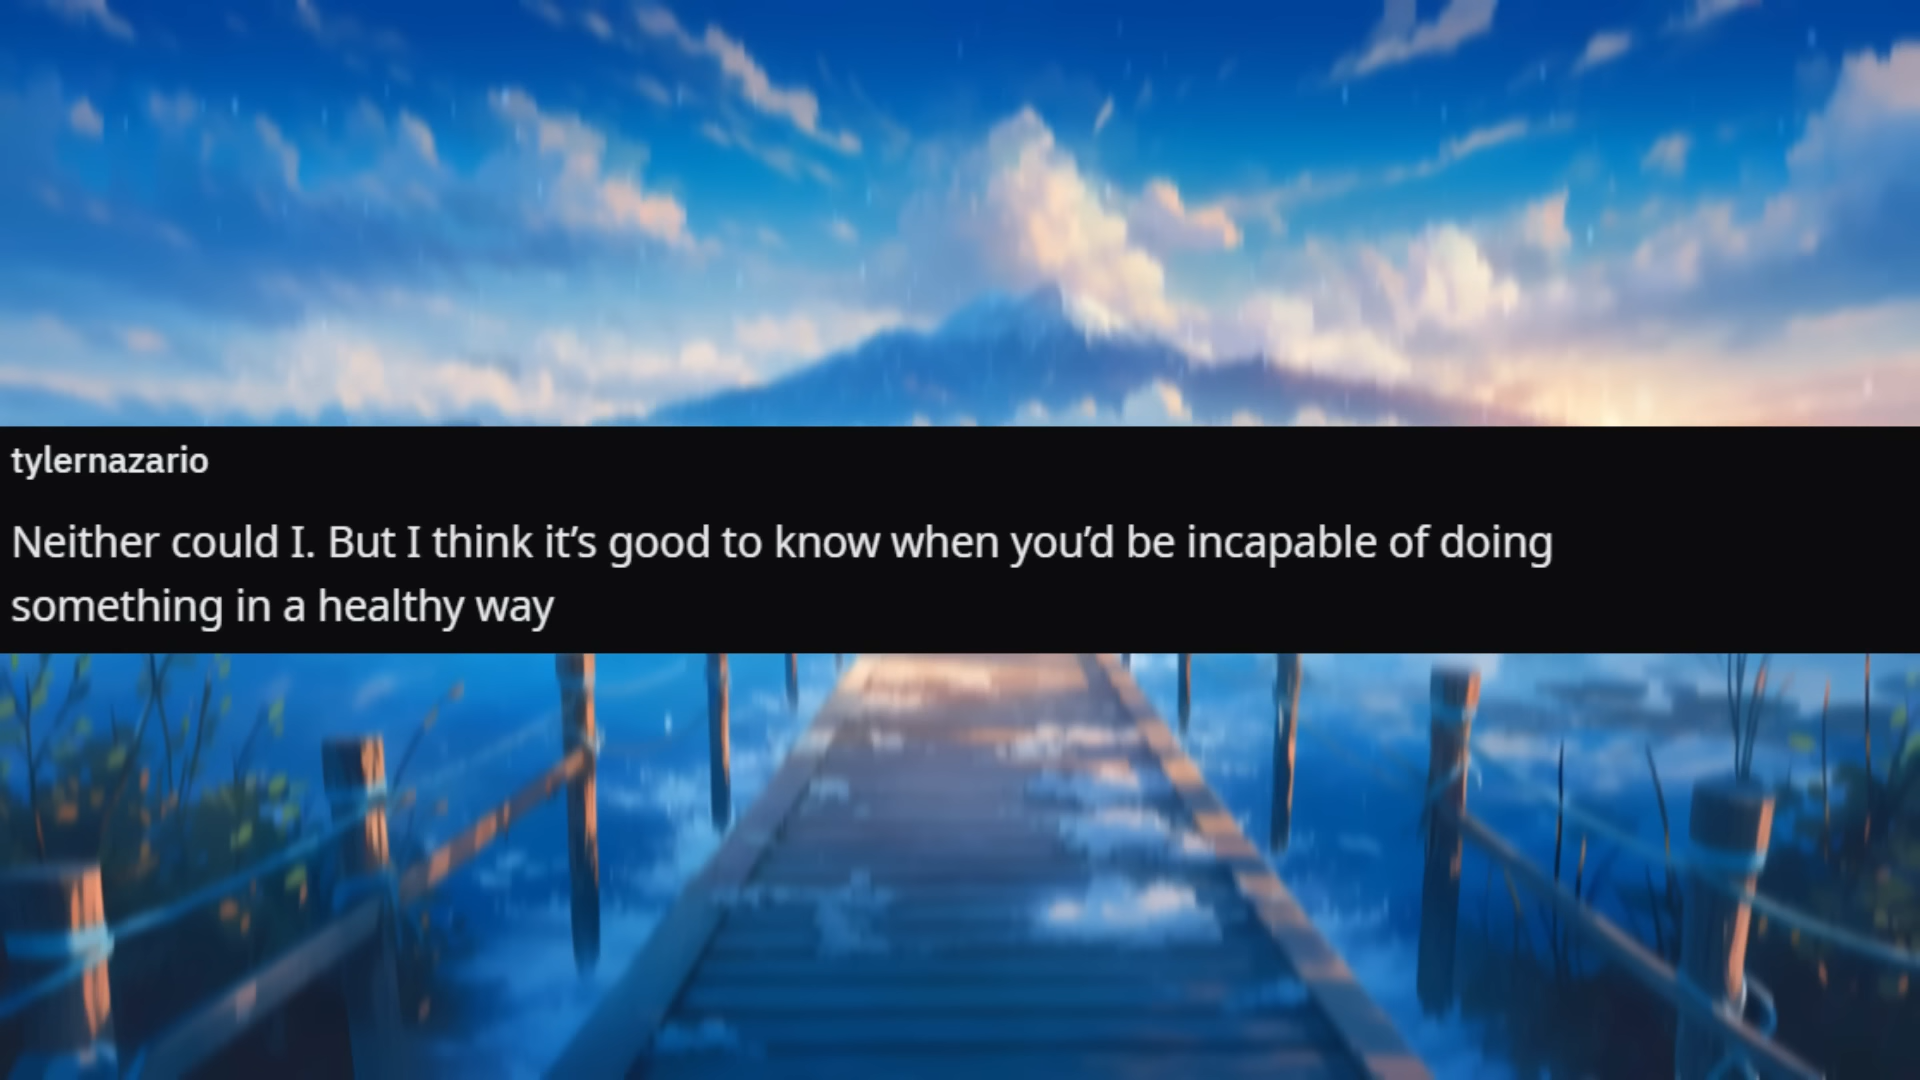 tylernazario
Neither could I. But I think it’s good to know when you’d be incapable of doing
something in a healthy way